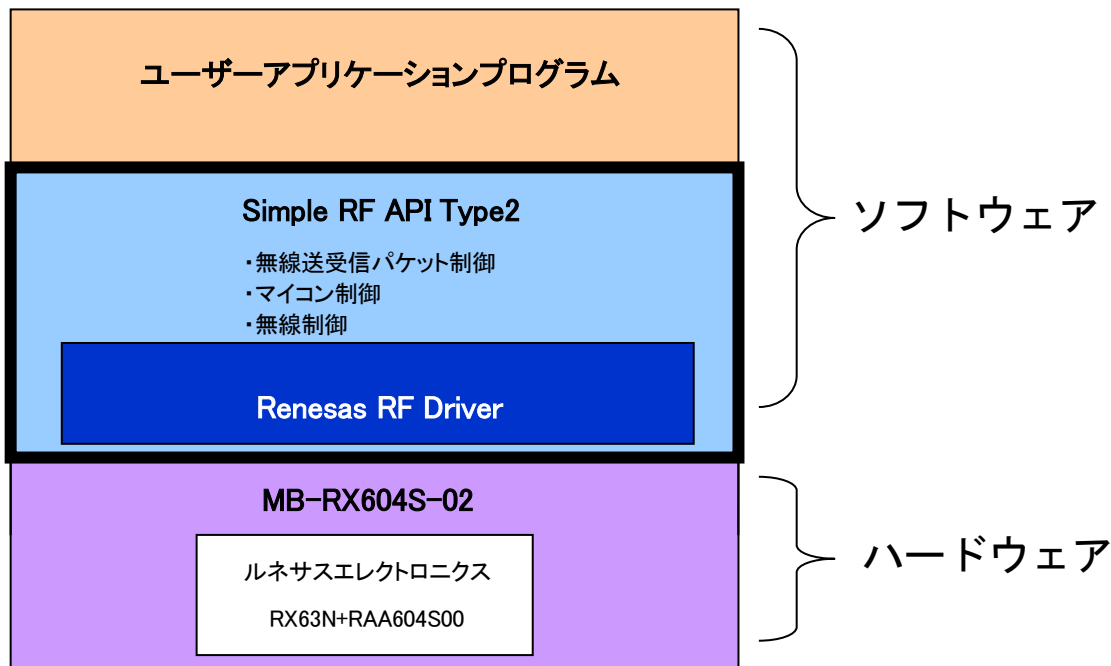 ユーザーアプリケーションプログラム
Simple RF API Type2
・無線送受信パケット制御
・マイコン制御
・無線制御
Renesas RF Driver
ソフトウェア
MB-RX604S-02
ルネサスエレクトロニクス
RX63N+RAA604S00
ハードウェア